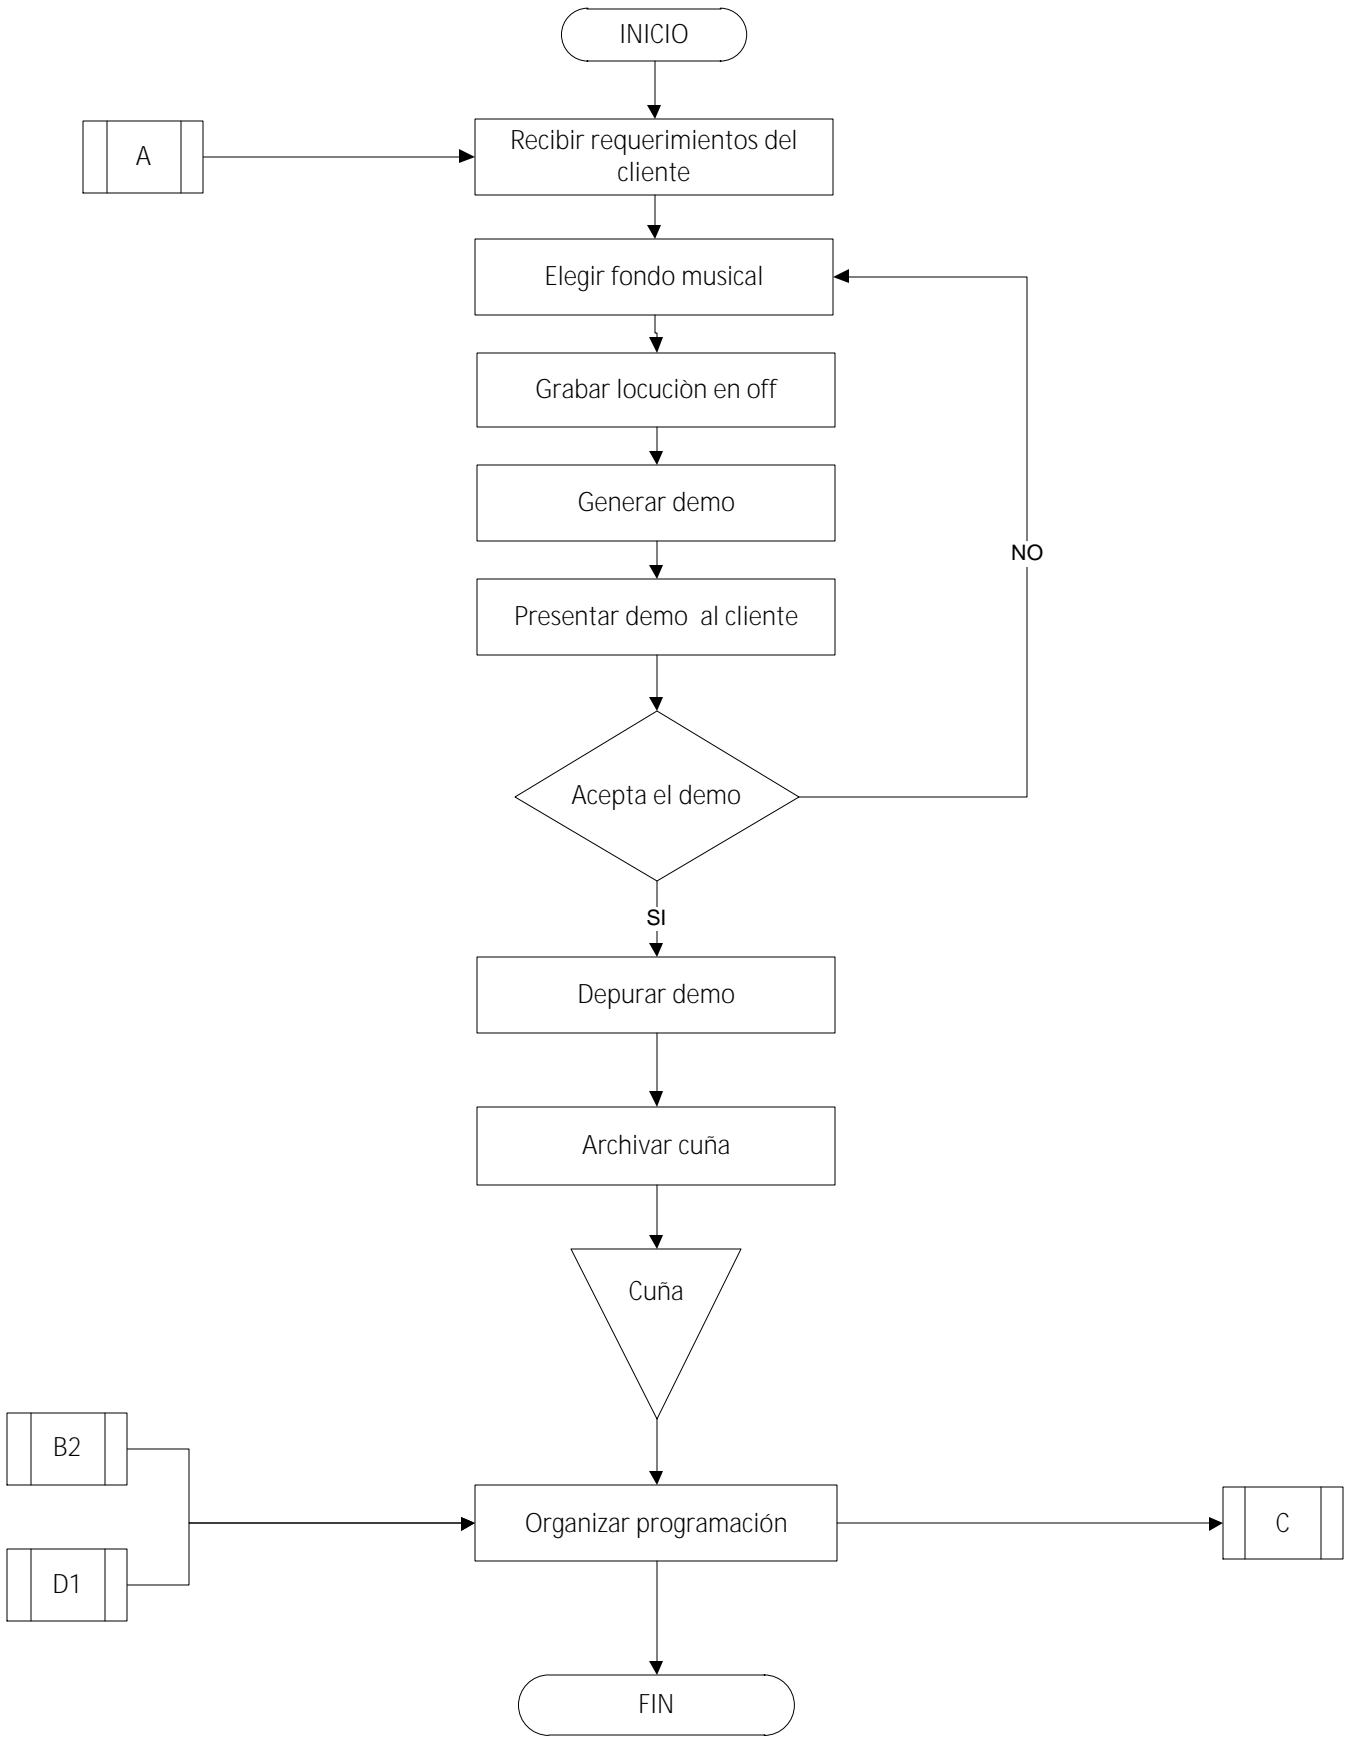 INICIO
A
Recibir requerimientos del
cliente
Elegir fondo musical
Grabar locuciòn en off
Generar demo
NO
Presentar demo al cliente
Acepta el demo
SI
Depurar demo
Archivar cuña
Cuña
B2
Organizar programación
C
D1
FIN